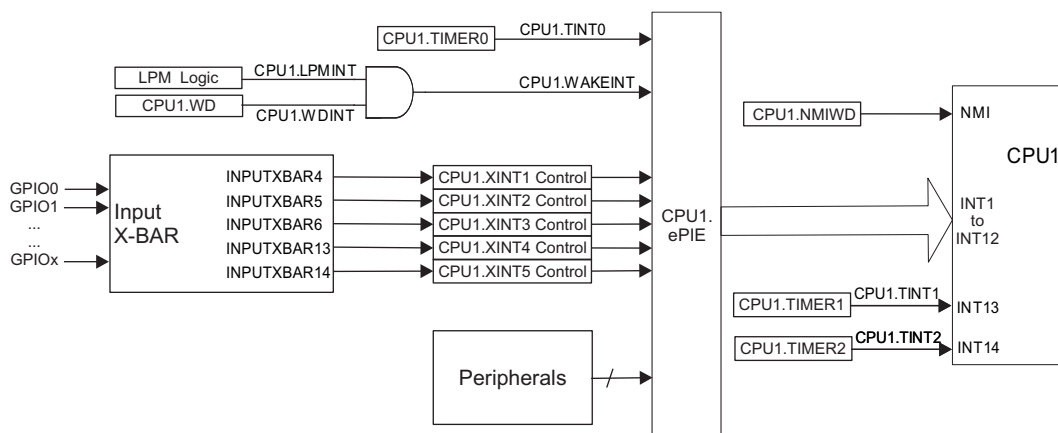 CPU1.TIMER0
CPU1.TINT0
LPM Logic
CPU1.LPMINT
CPU1.WD
CPU1.WDINT
CPU1.WAKEINT
CPU1.NMIWD
NMI
CPU1
GPIO0
GPIO1
...
...
GPIOx
Input
X-BAR
INPUTXBAR4
INPUTXBAR5
INPUTXBAR6
INPUTXBAR13
INPUTXBAR14
CPU1.XINT1 Control
CPU1.XINT2 Control
CPU1.XINT3 Control
CPU1.XINT4 Control
CPU1.XINT5 Control
CPU1.
ePIE
INT1
to
INT12
CPU1.TIMER1
CPU1.TINT1
INT13
CPU1.TIMER2
CPU1.TINT2
INT14
Peripherals